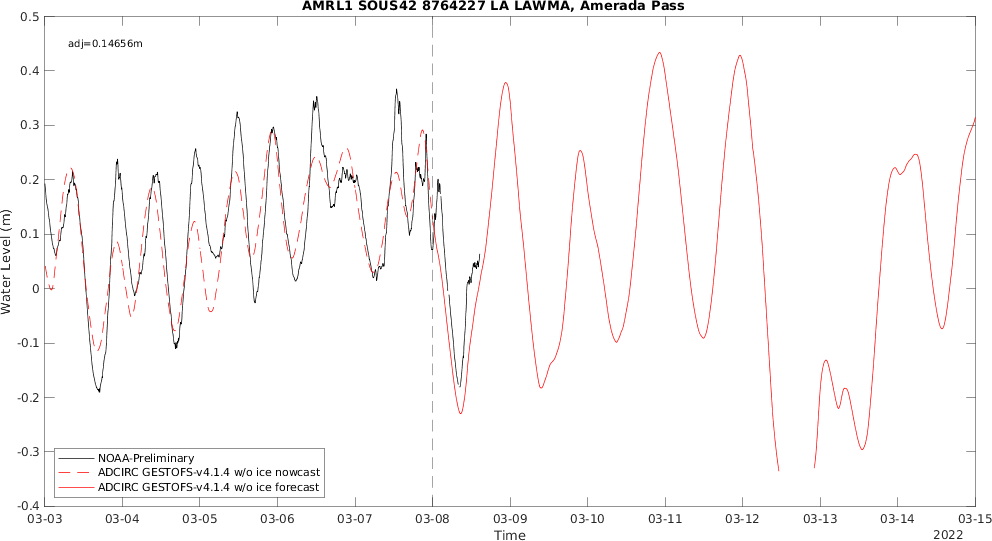 AMRL1 SOUS42 8764227 LA LAWMA, Amerada Pass
adj=0.14656m
0.5
0.4
0.3
0.2
0.1
0
-0.1
-0.2
-0.3
-0.4
Water Level (m)
NOAA-Preliminary
ADCIRC GESTOFS-v4.1.4 w/o ice nowcast
ADCIRC GESTOFS-v4.1.4 w/o ice forecast
03-03 03-04 03-05 03-06 03-07 03-08 03-09 03-10 03-11 03-12 03-13 03-14 03-15
Time
2022